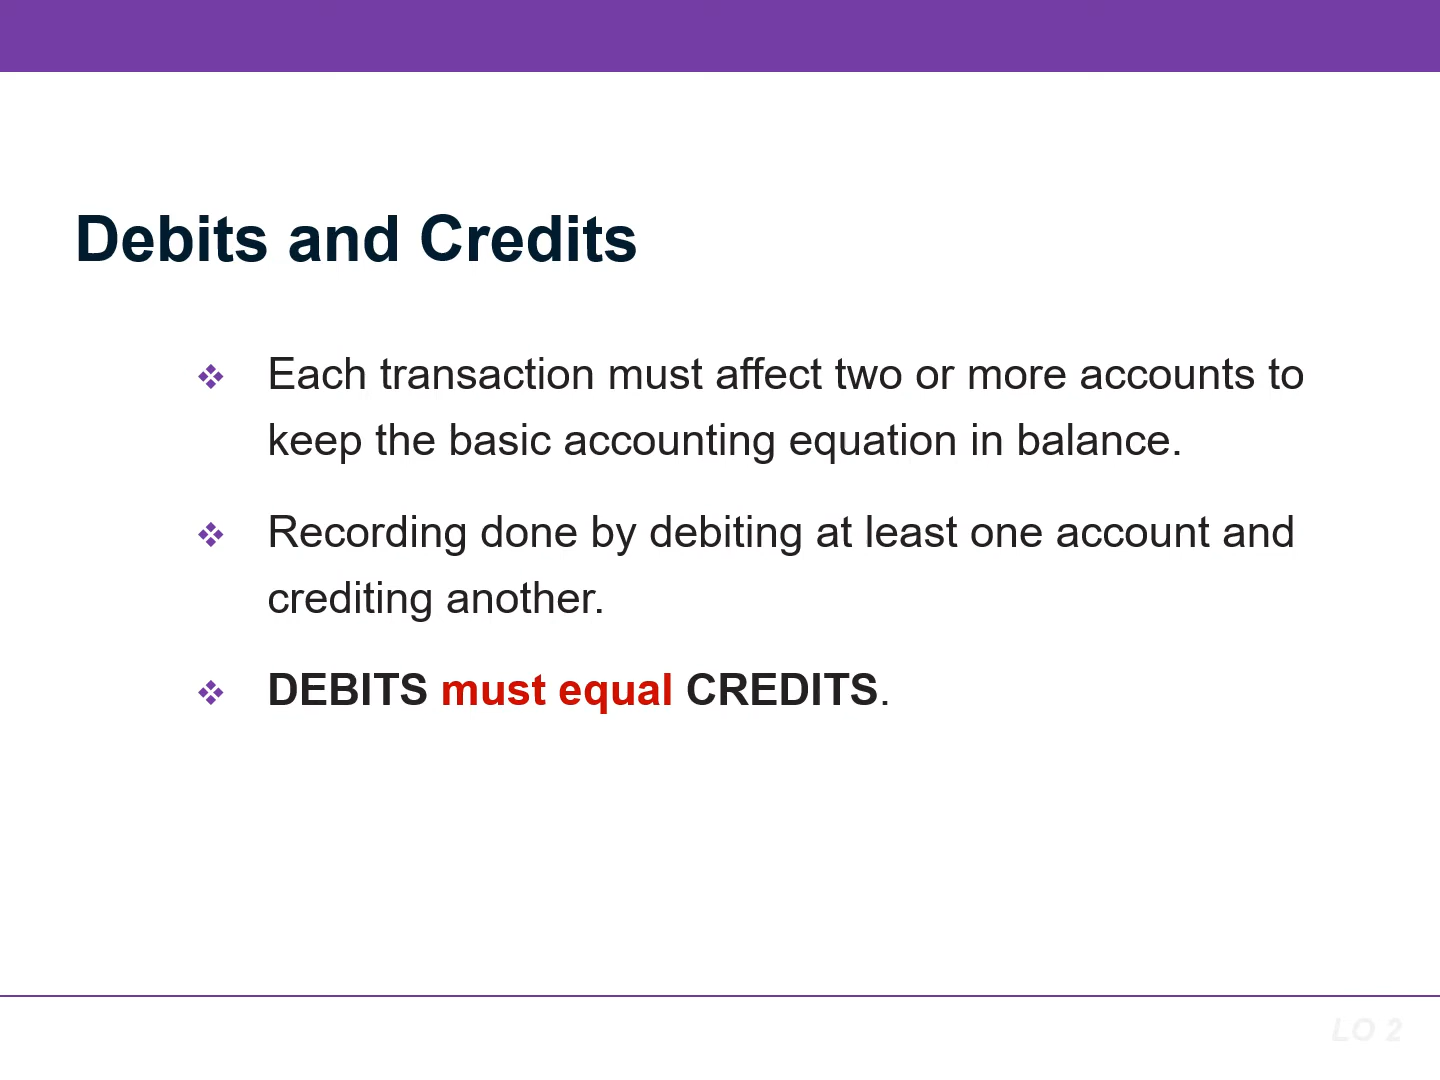 Debits and Credits
Each transaction must affect two or more accounts to
keep the basic accounting equation in balance.
Recording done by debiting at least one account and
crediting another.
DEBITS must equal CREDITS.
LO 2